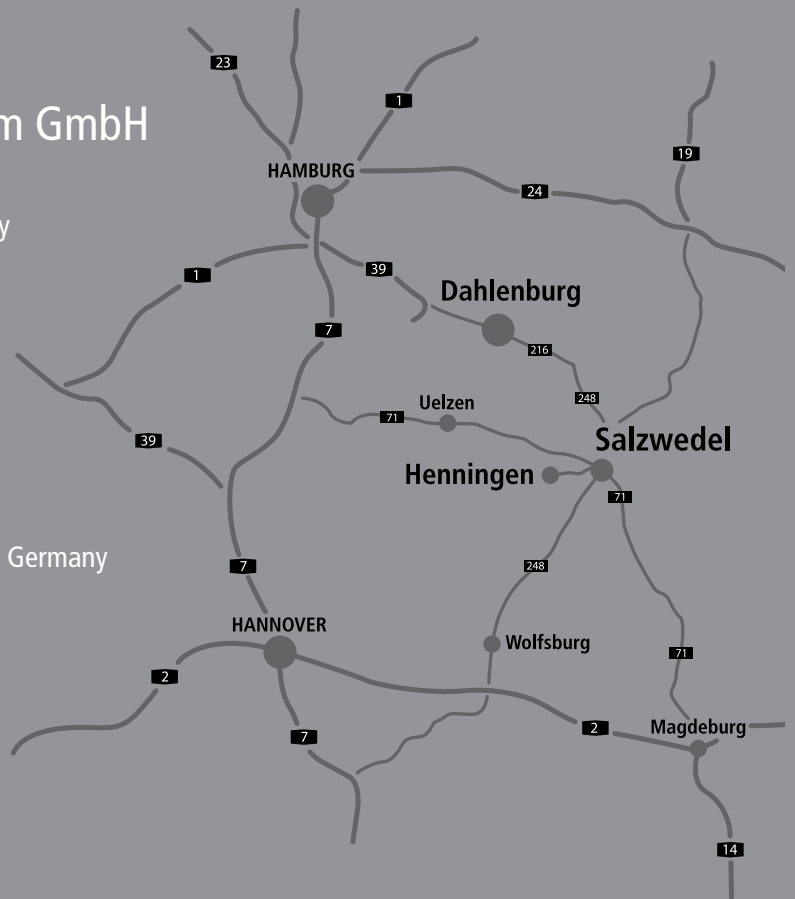 23
1
m GmbH
19
HAMBURG
24
y
39
1
Dahlenburg
7
216
248
Uelzen
71
39
Salzwedel
Henningen
71
Germany
248
7
HANNOVER
Wolfsburg
71
2
2
Magdeburg
7
14